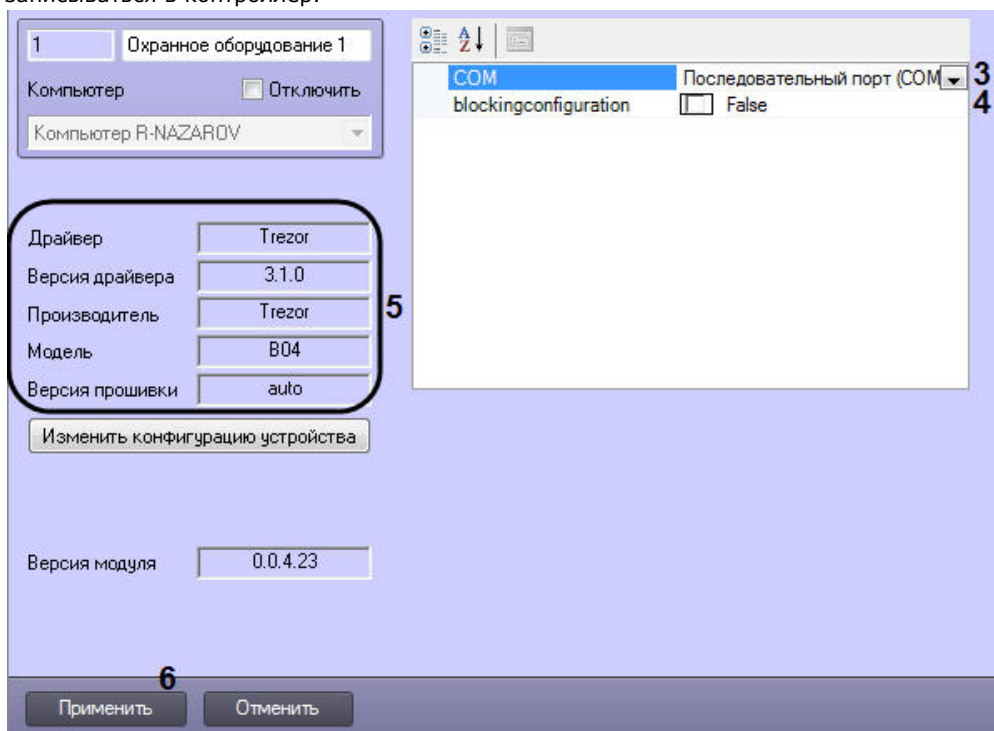 записываться в контроллер.
1 Охранное оборудование 1
Компьютер Отключить
Компьютер R-NAZAROV
COM Последовательный порт (COM 3
blockingconfiguration False 4
Драйвер Trezor
Версия драйвера 3.1.0
Производитель Trezor
Модель B04
Версия прошивки auto
5
Изменить конфигурацию устройства
Версия модуля 0.0.4.23
6
Применить Отменить